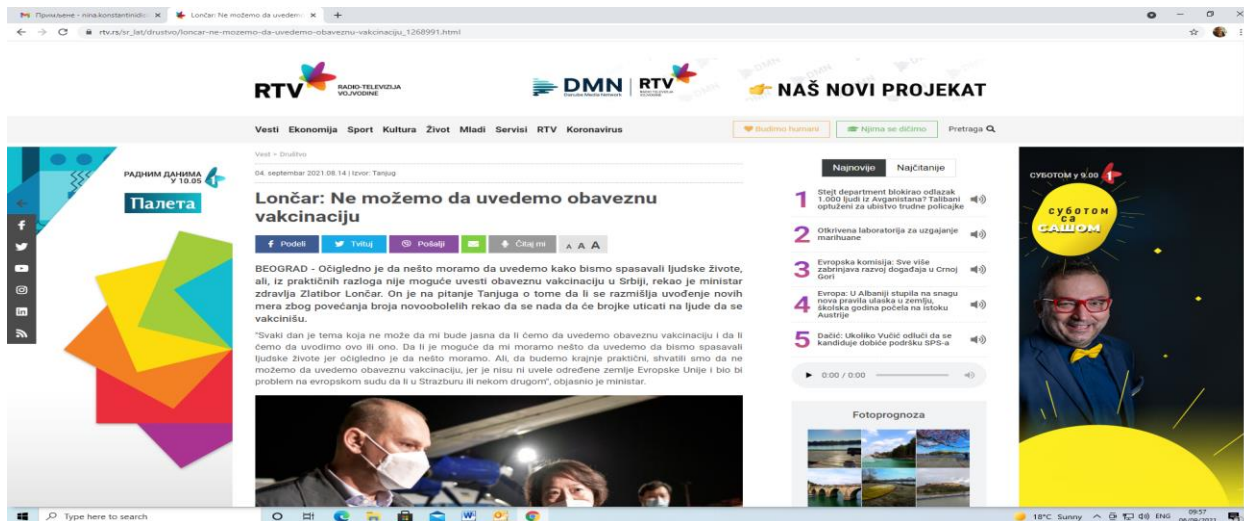 Примљене - nina.konstantinidis
Lončar: Ne možemo da uvedemo
rtv.rs/sr_lat/drustvo/loncar-ne-mozemo-da-uvedemo-obaveznu-vakcinaciju_1268991.html
RTV RADIO-TELEVIZIJA
VOJVODINE
DMN RTV
Danube Media Network
NAŠ NOVI PROJEKAT
Vesti Ekonomija Sport Kultura Život Mladi Servisi RTV Koronavirus
Budimo humani
Njima se dičimo
Pretraga
РАДНИМ ДАНИМА
У 10.05
1
Палета
Vesti > Društvo
04. septembar 2021.08.14 | Izvor: Tanjug
Lončar: Ne možemo da uvedemo obaveznu
vakcinaciju
Podeli Tvituj Pošalji Čitaj mi A A A
BEOGRAD - Očigledno je da nešto moramo da uvedemo kako bismo spasavali ljudske živote,
ali, iz praktičnih razloga nije moguće uvesti obaveznu vakcinaciju u Srbiji, rekao je ministar
zdravlja Zlatibor Lončar. On je na pitanje Tanjuga o tome da li se razmišlja uvođenje novih
mera zbog povećanja broja novoobolelih rekao da se nada da će brojke uticati na ljude da se
vakcinišu.
"Svaki dan je tema koja ne može da mi bude jasna da li ćemo da uvedemo obaveznu vakcinaciju i da li
ćemo da uvodimo ovo ili ono. Da li je moguće da mi moramo nešto da uvedemo da bismo spasavali
ljudske živote jer očigledno je da nešto moramo. Ali, da budemo krajnje praktični, shvatili smo da ne
možemo da uvedemo obaveznu vakcinaciju, jer je nisu ni uvele određene zemlje Evropske Unije i bio bi
problem na evropskom sudu da li u Strazburu ili nekom drugom", objasnio je ministar.
Najnovije Najčitanije
1 Stejt department blokirao odlazak
1.000 ljudi iz Avganistana? Talibani
optuženi za ubistvo trudne policajke
2 Otkrivena laboratorija za uzgajanje
marihuane
3 Evropska komisija: Sve više
zabrinjava razvoj događaja u Crnoj
Gori
4 Evropa: U Albaniji stupila na snagu
nova pravila ulaska u zemlju,
školska godina počela na istoku
Austrije
5 Dačić: Ukoliko Vučić odluči da se
kandiduje dobiće podršku SPS-a
0:00 / 0:00
Fotoprognoza
СУБОТОМ у 9.00 1
СУБОТОМ
са
САШОМ
Type here to search
18°C Sunny
ENG
09:57
06/09/2021